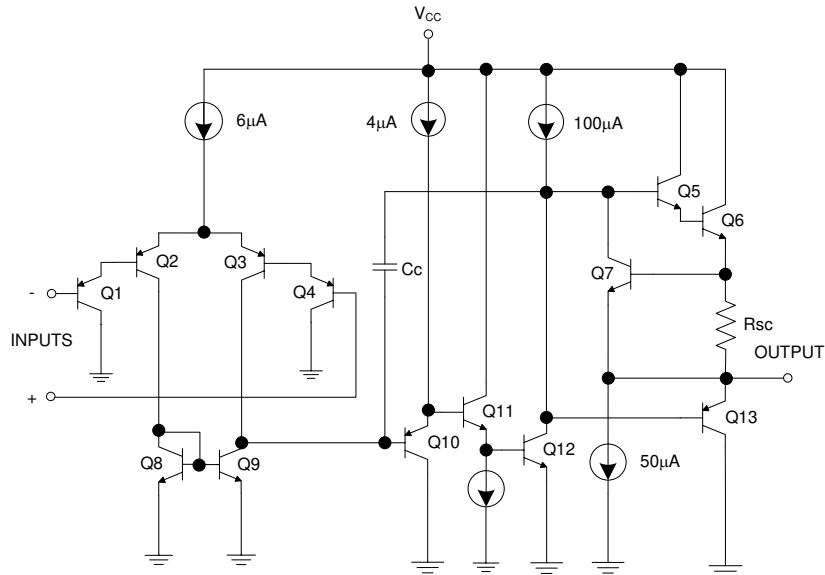 VCC
6μA
4μA
100μA
Q5
Q6
Q2
Q3
Q7
Cc
-
Q1
Q4
Rsc
INPUTS
OUTPUT
+
Q11
Q13
Q10
Q12
Q8
Q9
50μA